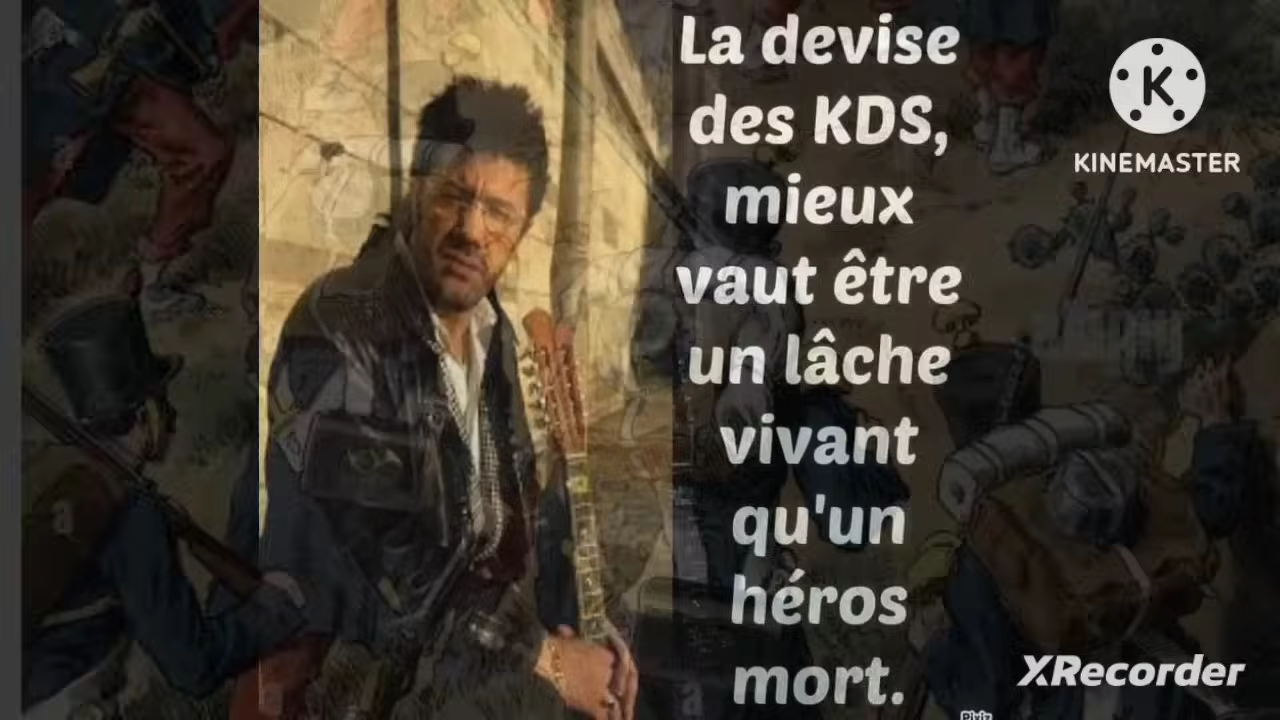 La devise
des KDS,
mieux
vaut être
un lâche
vivant
qu'un
héros
mort.
K
KINEMASTER
XRecorder